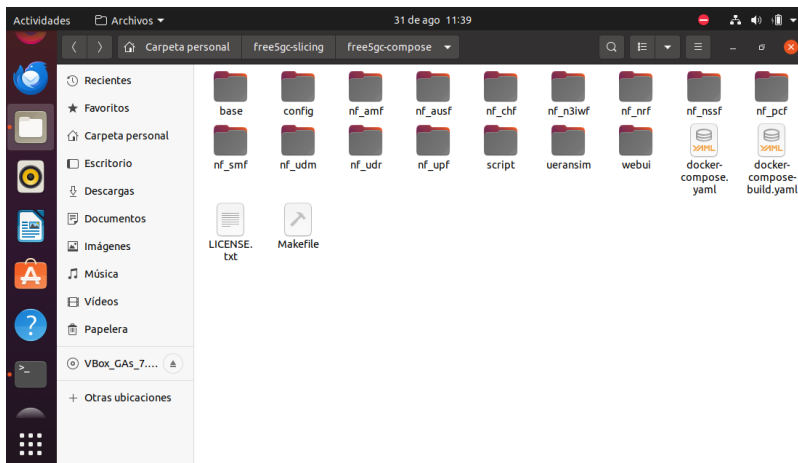 Actividades Archivos 31 de ago 11:39
Carpeta personal free5gc-slicing free5gc-compose
Recientes
Favoritos
Carpeta personal
Escritorio
Descargas
Documentos
Imágenes
Música
Vídeos
Papelera
VBox_GAs_7....
+ Otras ubicaciones
base config nf_amf nf_ausf nf_chf nf_n3iwf nf_nrf nf_nssf nf_pcf
YAML YAML
nf_smf nf_udm nf_udr nf_upf script ueransim webui docker- docker-
compose. compose-
yaml build.yaml
LICENSE. Makefile
txt